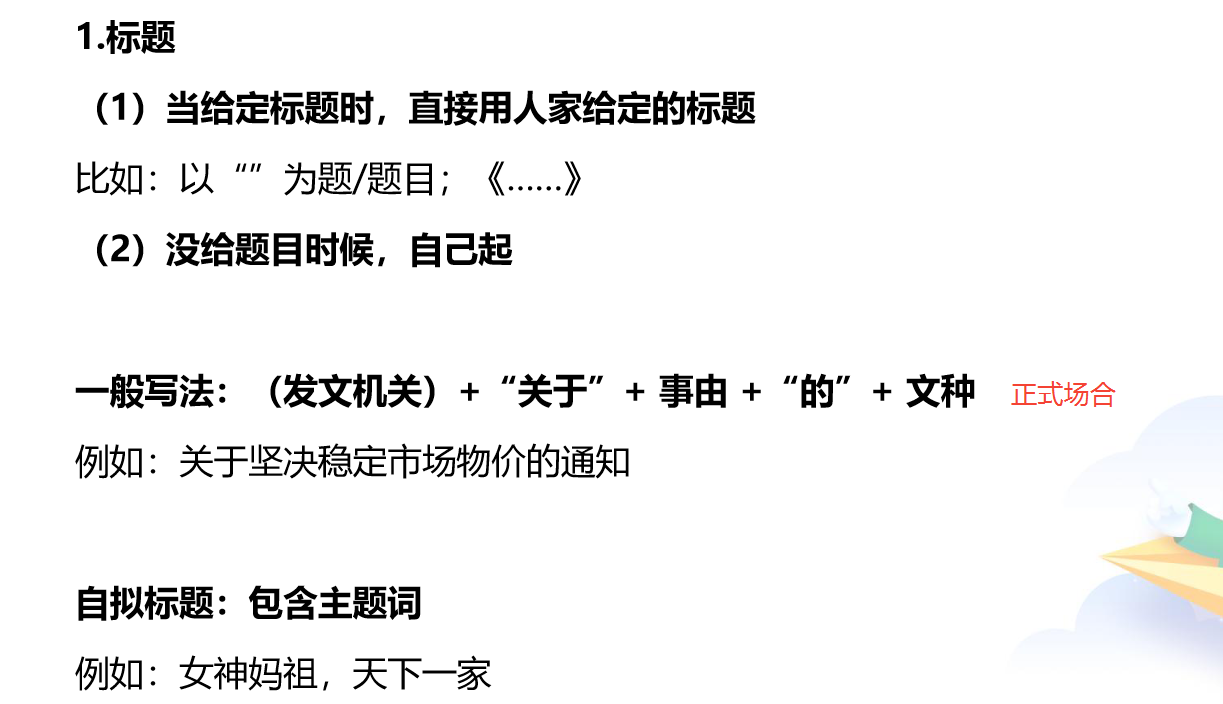 1.标题
（1）当给定标题时，直接用人家给定的标题
比如：以“”为题/题目；《……》
（2）没给题目时候，自己起
一般写法：（发文机关）+“关于”+ 事由 +“的”+ 文种 正式场合
例如：关于坚决稳定市场物价的通知
自拟标题：包含主题词
例如：女神妈祖，天下一家